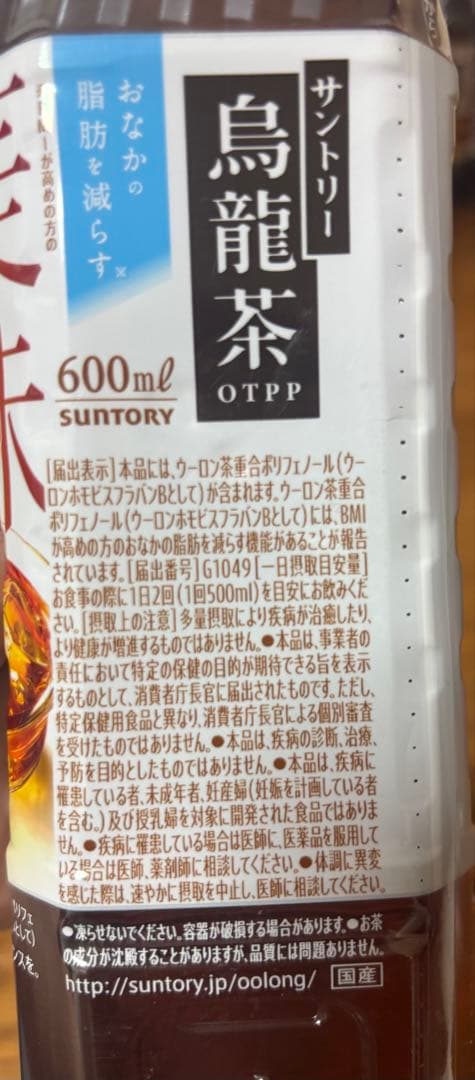 サントリー
烏龍茶
OTPP
おなかの
脂肪を減らす※
が高めの方の
600mℓ
SUNTORY
[届出表示]本品には、ウーロン茶重合ポリフェノール(ウー
ロンホモビスフラバンBとして)が含まれます。ウーロン茶重合
ポリフェノール(ウーロンホモビスフラバンBとして)には、BMI
が高めの方のおなかの脂肪を減らす機能があることが報告
されています。[届出番号]G1049[一日摂取目安量]
お食事の際に1日2回(1回500ml)を目安にお飲みくだ
さい。[摂取上の注意]多量摂取により疾病が治癒したり、
より健康が増進するものではありません。●本品は、事業者の
責任において特定の保健の目的が期待できる旨を表示
するものとして、消費者庁長官に届出されたものです。ただし、
特定保健用食品と異なり、消費者庁長官による個別審査
を受けたものではありません。●本品は、疾病の診断、治療、
予防を目的としたものではありません。●本品は、疾病に
罹患している者、未成年者、妊産婦(妊娠を計画している者
を含む。)及び授乳婦を対象に開発された食品ではありま
せん。●疾病に罹患している場合は医師に、医薬品を服用して
いる場合は医師、薬剤師に相談してください。●体調に異変
を感じた際は、速やかに摂取を中止し、医師に相談してください。
●凍らせないでください。容器が破損する場合があります。●お茶
の成分が沈殿することがありますが、品質には問題ありません。
http://suntory.jp/oolong/ 国産
リフェ
として)
ンスを。